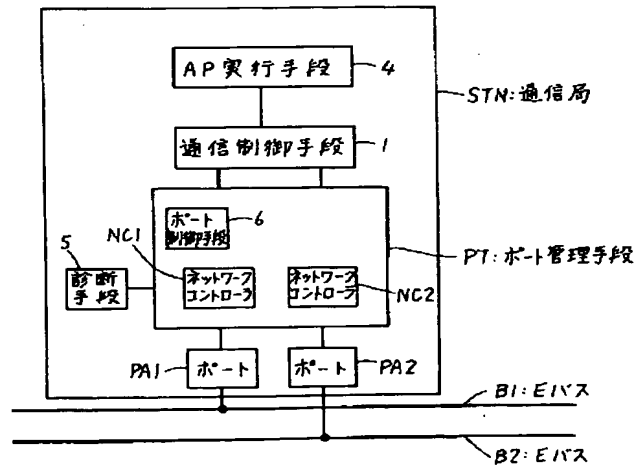 AP実行手段
4
STN:通信局
通信制御手段
1
ポート
制御手段
6
5
NC1
PT:ポート管理手段
診断
手段
ネットワーク
コントローラ
ネットワーク
コントローラ
NC2
PA1
ポート
ポート
PA2
B1:Eバス
B2:Eバス